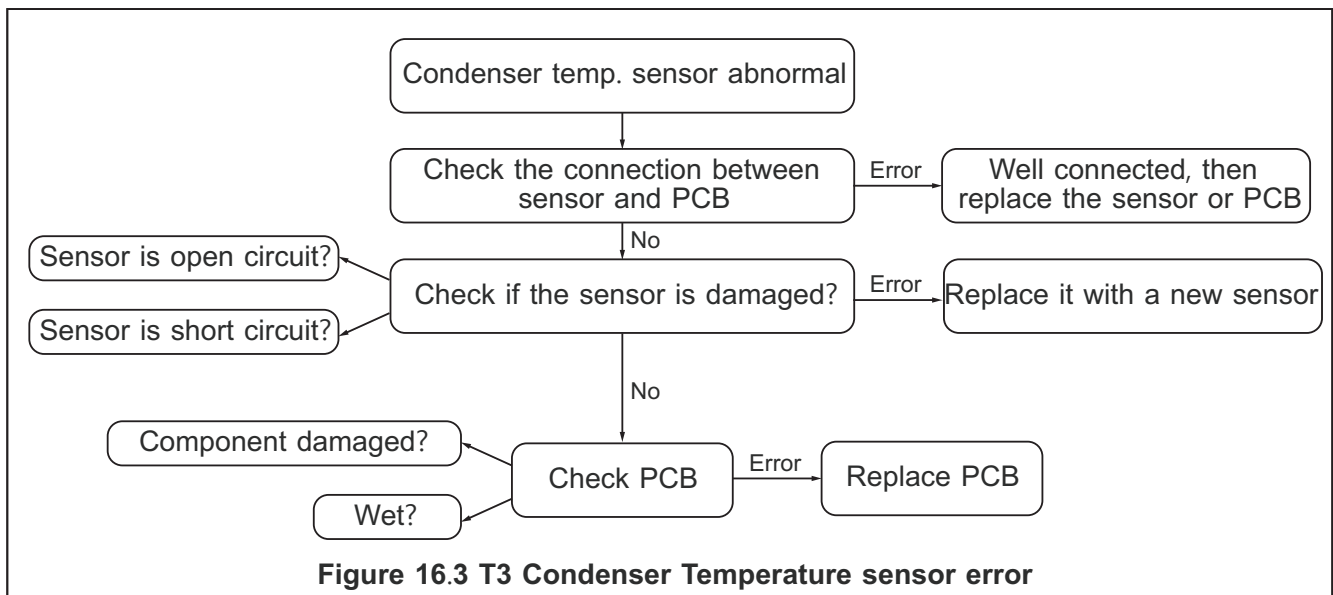 Condenser temp. sensor abnormal
Check the connection between
sensor and PCB
Error
Well connected, then
replace the sensor or PCB
No
Sensor is open circuit?
Check if the sensor is damaged?
Error
Replace it with a new sensor
Sensor is short circuit?
No
Component damaged?
Check PCB
Error
Replace PCB
Wet?
Figure 16.3 T3 Condenser Temperature sensor error